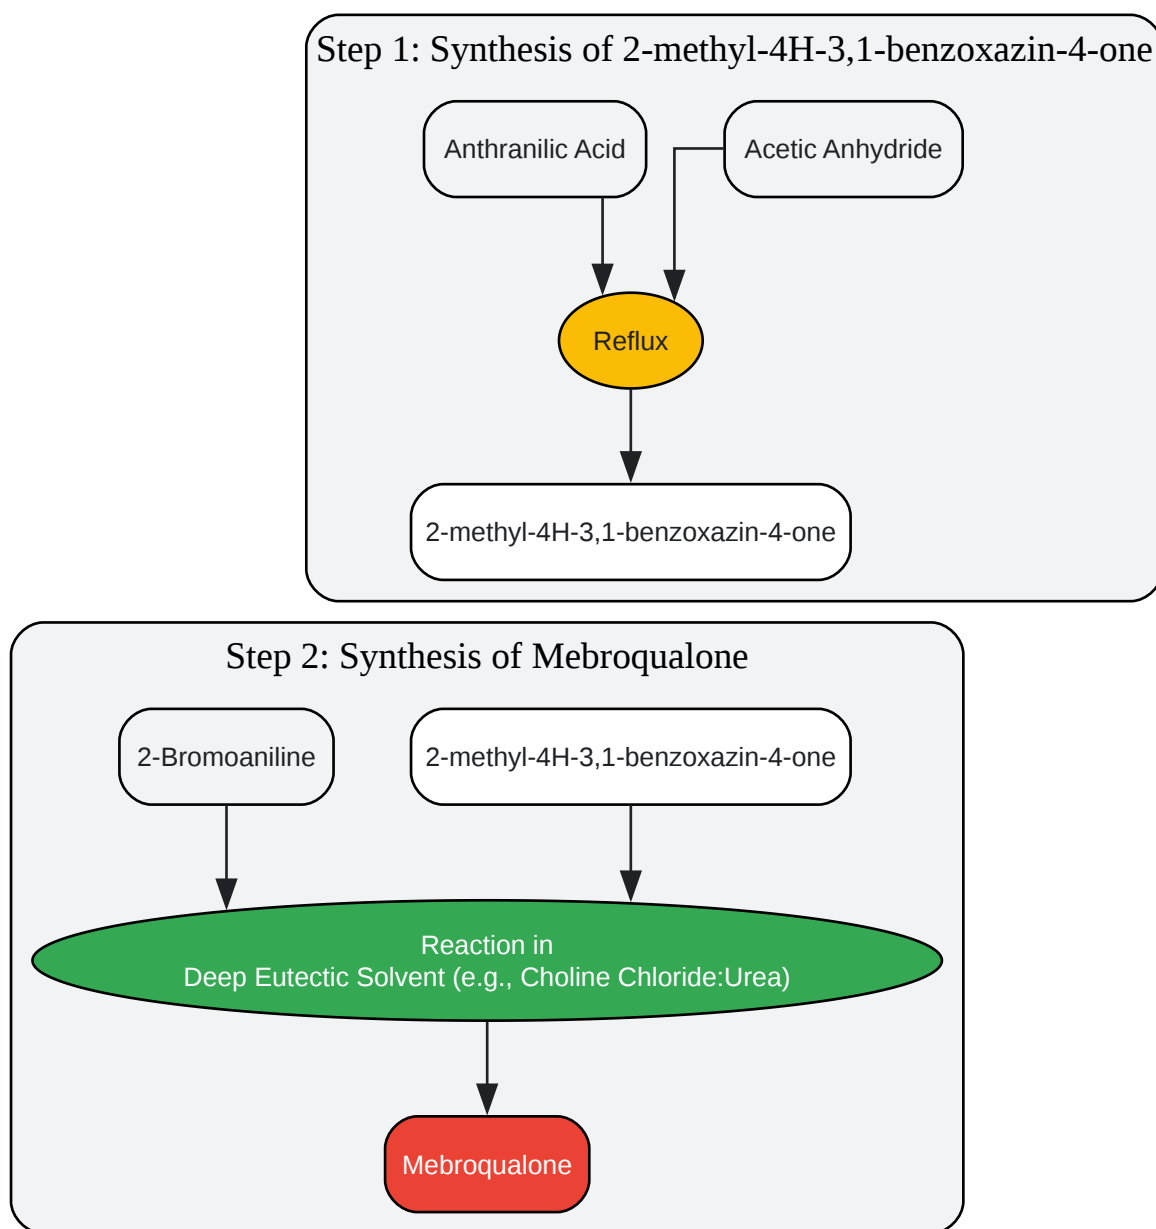 Step 1: Synthesis of 2-methyl-4H-3,1-benzoxazin-4-one
Anthranilic Acid
Acetic Anhydride
Reflux
2-methyl-4H-3,1-benzoxazin-4-one
Step 2: Synthesis of Mebroqualone
2-Bromoaniline
2-methyl-4H-3,1-benzoxazin-4-one
Reaction in
Deep Eutectic Solvent (e.g., Choline Chloride:Urea)
Mebroqualone